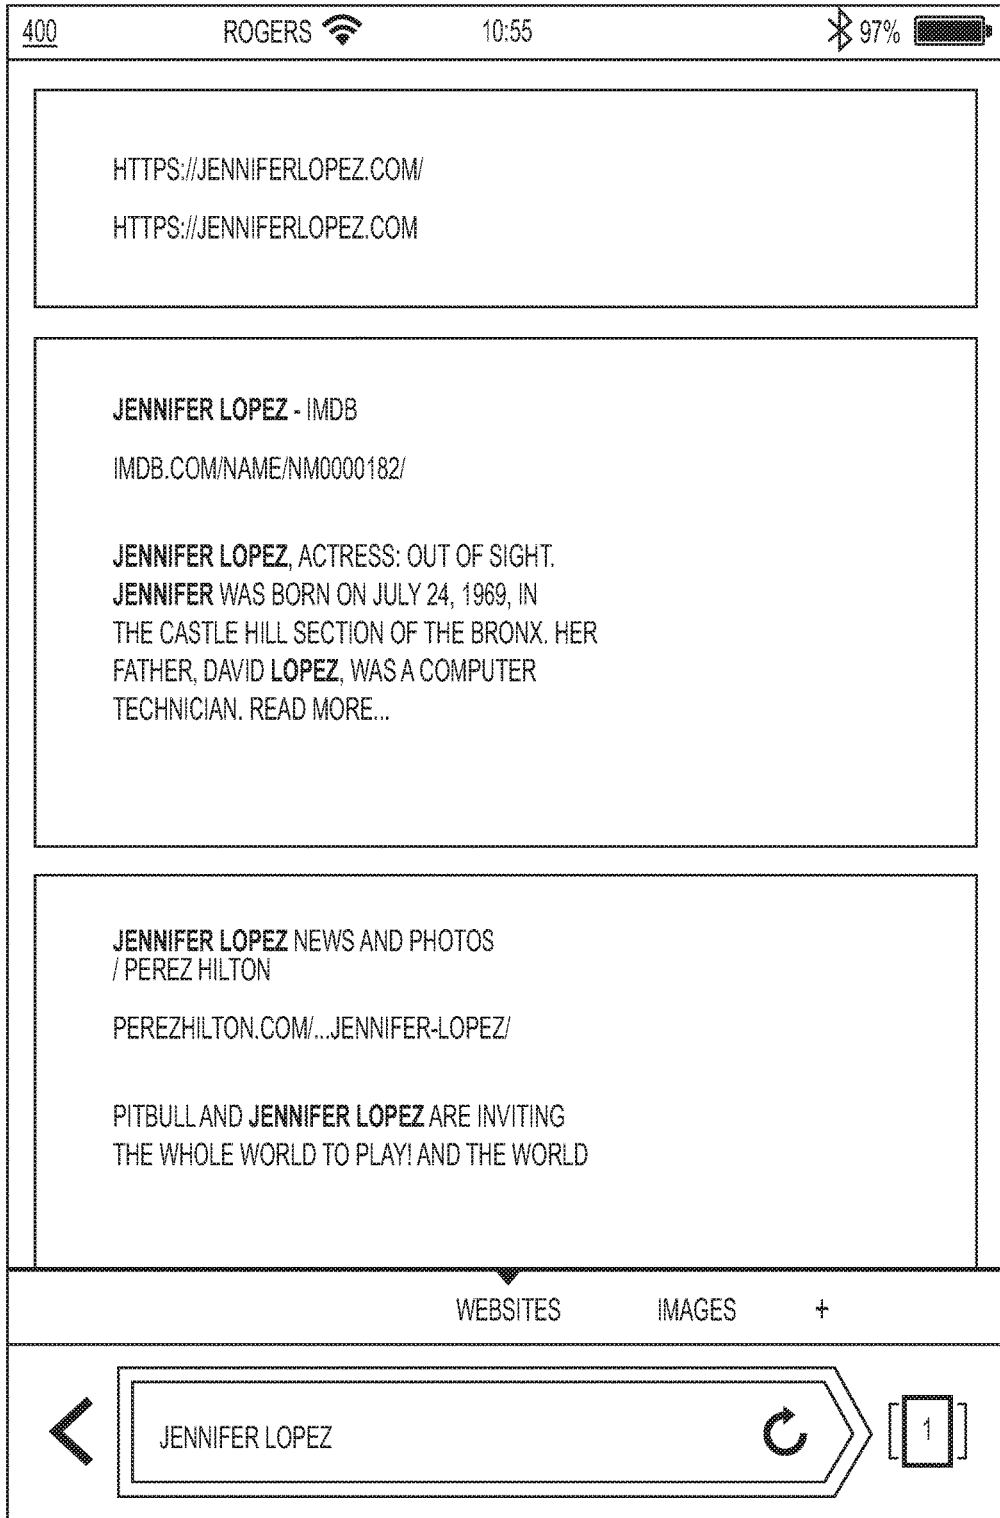 400 ROGERS 10:55 97%
HTTPS://JENNIFERLOPEZ.COM/
HTTPS://JENNIFERLOPEZ.COM
JENNIFER LOPEZ - IMDB
IMDB.COM/NAME/NM0000182/
JENNIFER LOPEZ, ACTRESS: OUT OF SIGHT.
JENNIFER WAS BORN ON JULY 24, 1969, IN
THE CASTLE HILL SECTION OF THE BRONX. HER
FATHER, DAVID LOPEZ, WAS A COMPUTER
TECHNICIAN. READ MORE...
JENNIFER LOPEZ NEWS AND PHOTOS
/ PEREZ HILTON
PEREZHILTON.COM/...JENNIFER-LOPEZ/
PITBULL AND JENNIFER LOPEZ ARE INVITING
THE WHOLE WORLD TO PLAY! AND THE WORLD
WEBSITES IMAGES +
JENNIFER LOPEZ 1